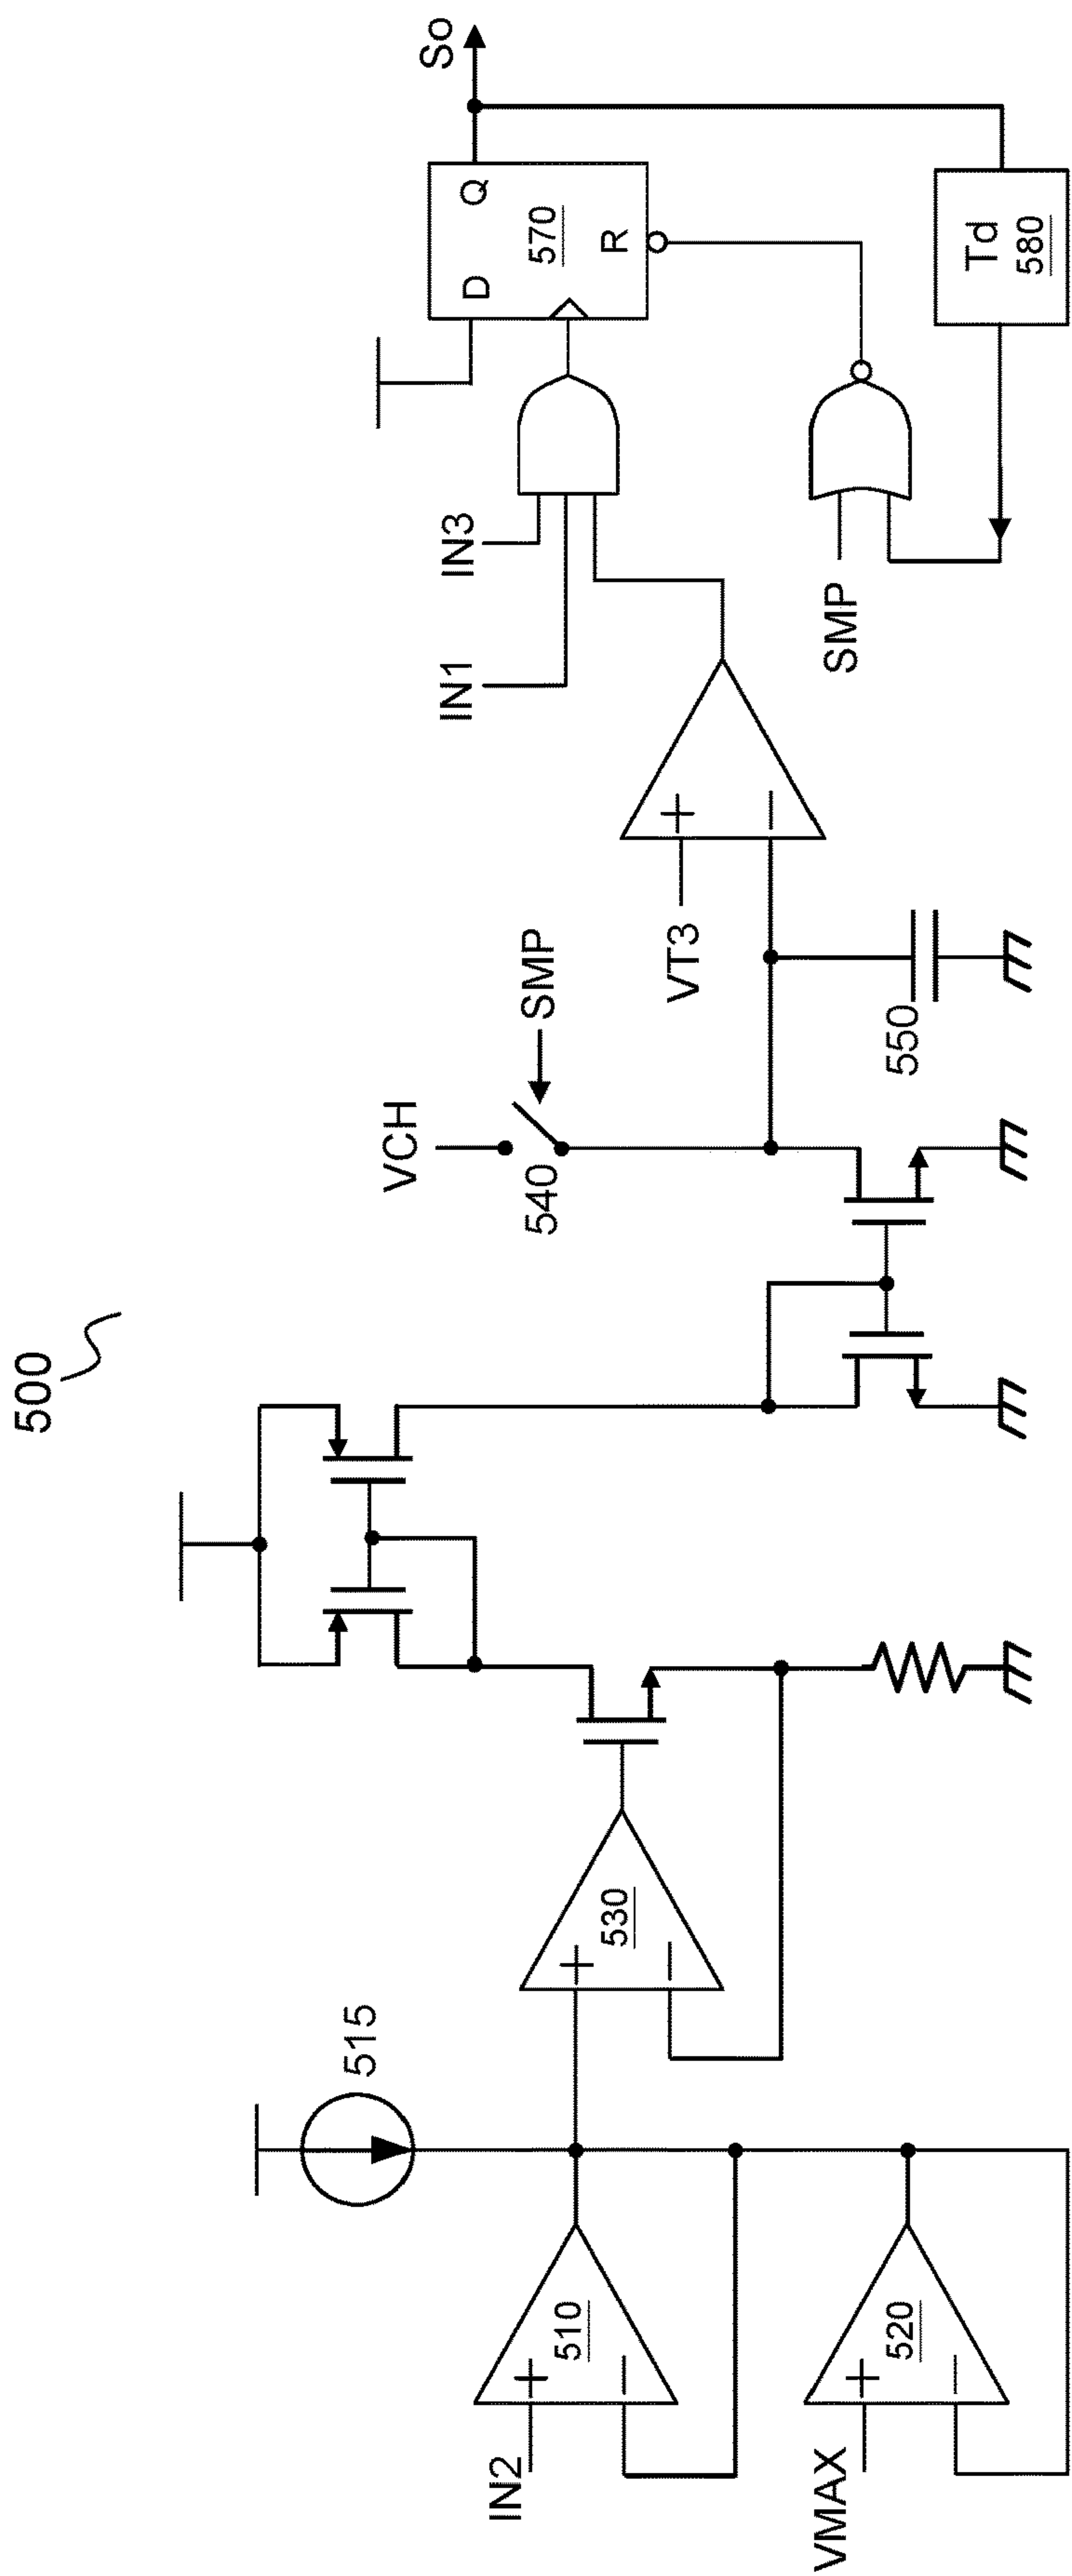 500
IN2
+
−
510
VMAX
+
−
520
515
+
−
530
VCH
540
SMP
550
VT3
+
−
IN1
IN3
SMP
D
Q
570
R
Td
580
So